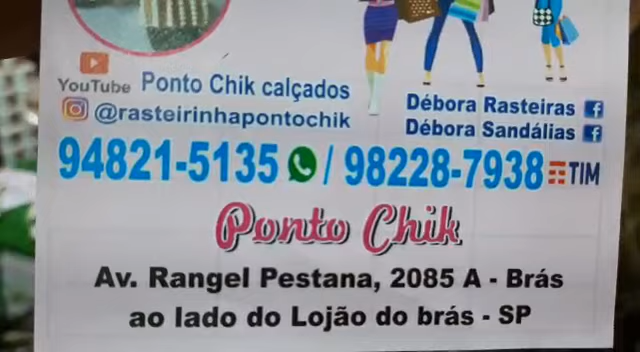 YouTube Ponto Chik calçados
@rasteirinhapontochik
Débora Rasteiras
Débora Sandálias
94821-5135 / 98228-7938 TIM
Ponto Chik
Av. Rangel Pestana, 2085 A - Brás
ao lado do Lojão do brás - SP